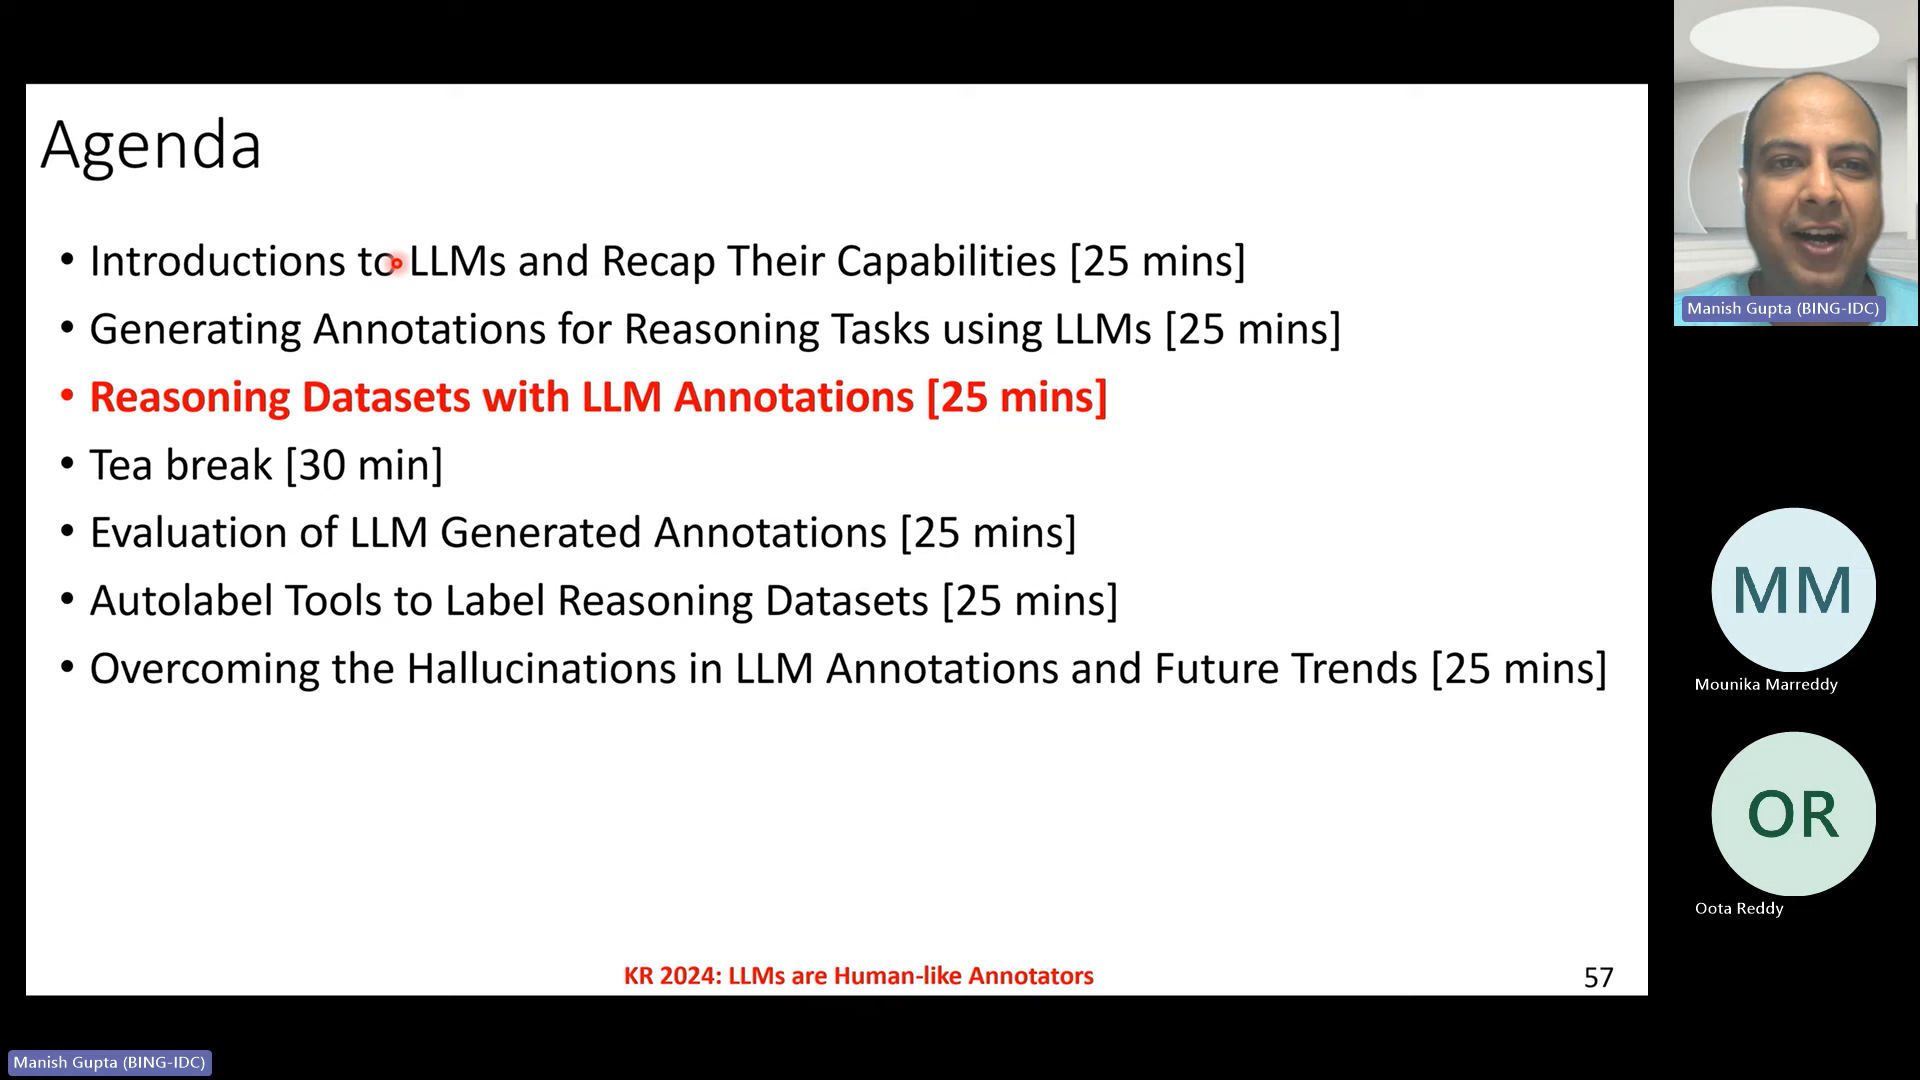 Agenda
• Introductions to LLMs and Recap Their Capabilities [25 mins]
• Generating Annotations for Reasoning Tasks using LLMs [25 mins]
• Reasoning Datasets with LLM Annotations [25 mins]
• Tea break [30 min]
• Evaluation of LLM Generated Annotations [25 mins]
• Autolabel Tools to Label Reasoning Datasets [25 mins]
• Overcoming the Hallucinations in LLM Annotations and Future Trends [25 mins]
KR 2024: LLMs are Human-like Annotators
57
Manish Gupta (BING-IDC)
MM
Mounika Marreddy
OR
Oota Reddy
Manish Gupta (BING-IDC)